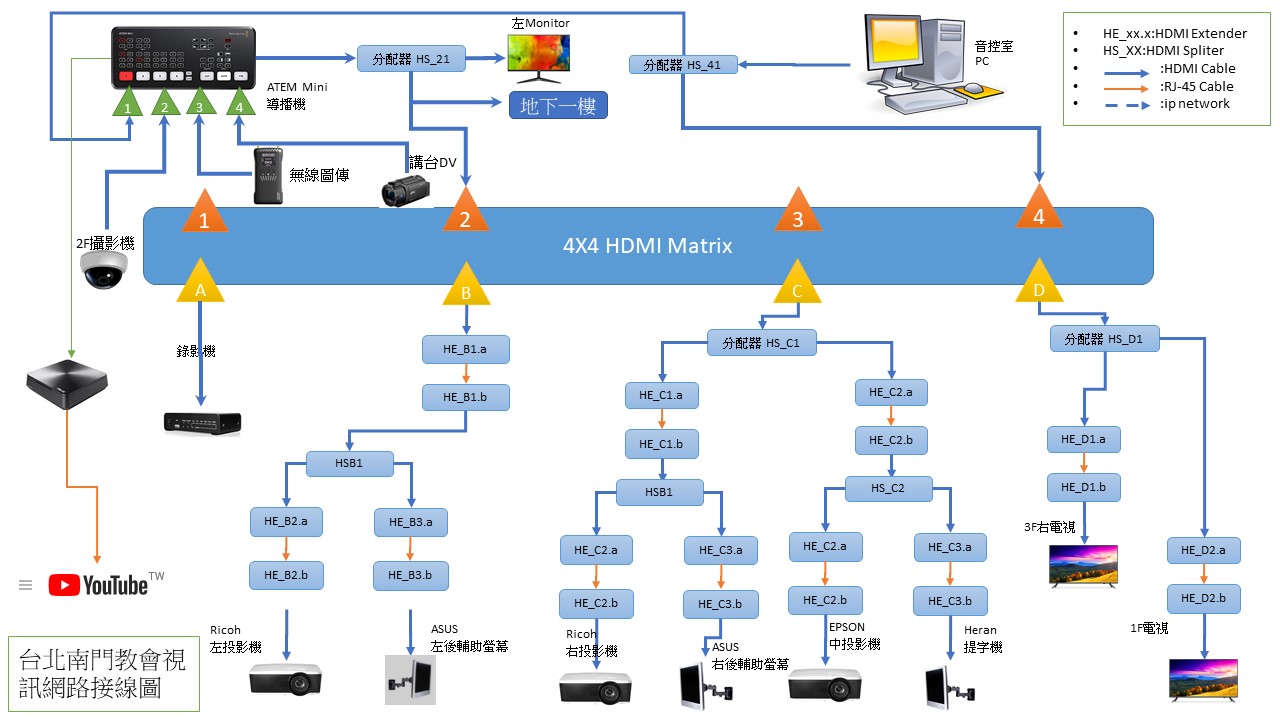 左Monitor
分配器 HS_21
分配器 HS_41
音控室
PC
HE_xx.x:HDMI Extender
HS_XX:HDMI Spliter
:HDMI Cable
:RJ-45 Cable
:ip network
ATEM Mini
導播機
地下一樓
1
2
3
4
無線圖傳
講台DV
2F攝影機
1
2
3
4
4X4 HDMI Matrix
A
B
C
D
錄影機
HE_B1.a
HE_B1.b
HSB1
HE_B2.a
HE_B3.a
HE_B2.b
HE_B3.b
Ricoh
左投影機
ASUS
左後輔助螢幕
分配器 HS_C1
HE_C1.a
HE_C2.a
HE_C1.b
HE_C2.b
HSB1
HS_C2
HE_C2.a
HE_C3.a
HE_C2.a
HE_C3.a
HE_C2.b
HE_C3.b
HE_C2.b
HE_C3.b
Ricoh
右投影機
ASUS
右後輔助螢幕
EPSON
中投影機
Heran
提字機
分配器 HS_D1
HE_D1.a
HE_D1.b
3F右電視
HE_D2.a
HE_D2.b
1F電視
YouTube TW
台北南門教會視
訊網路接線圖